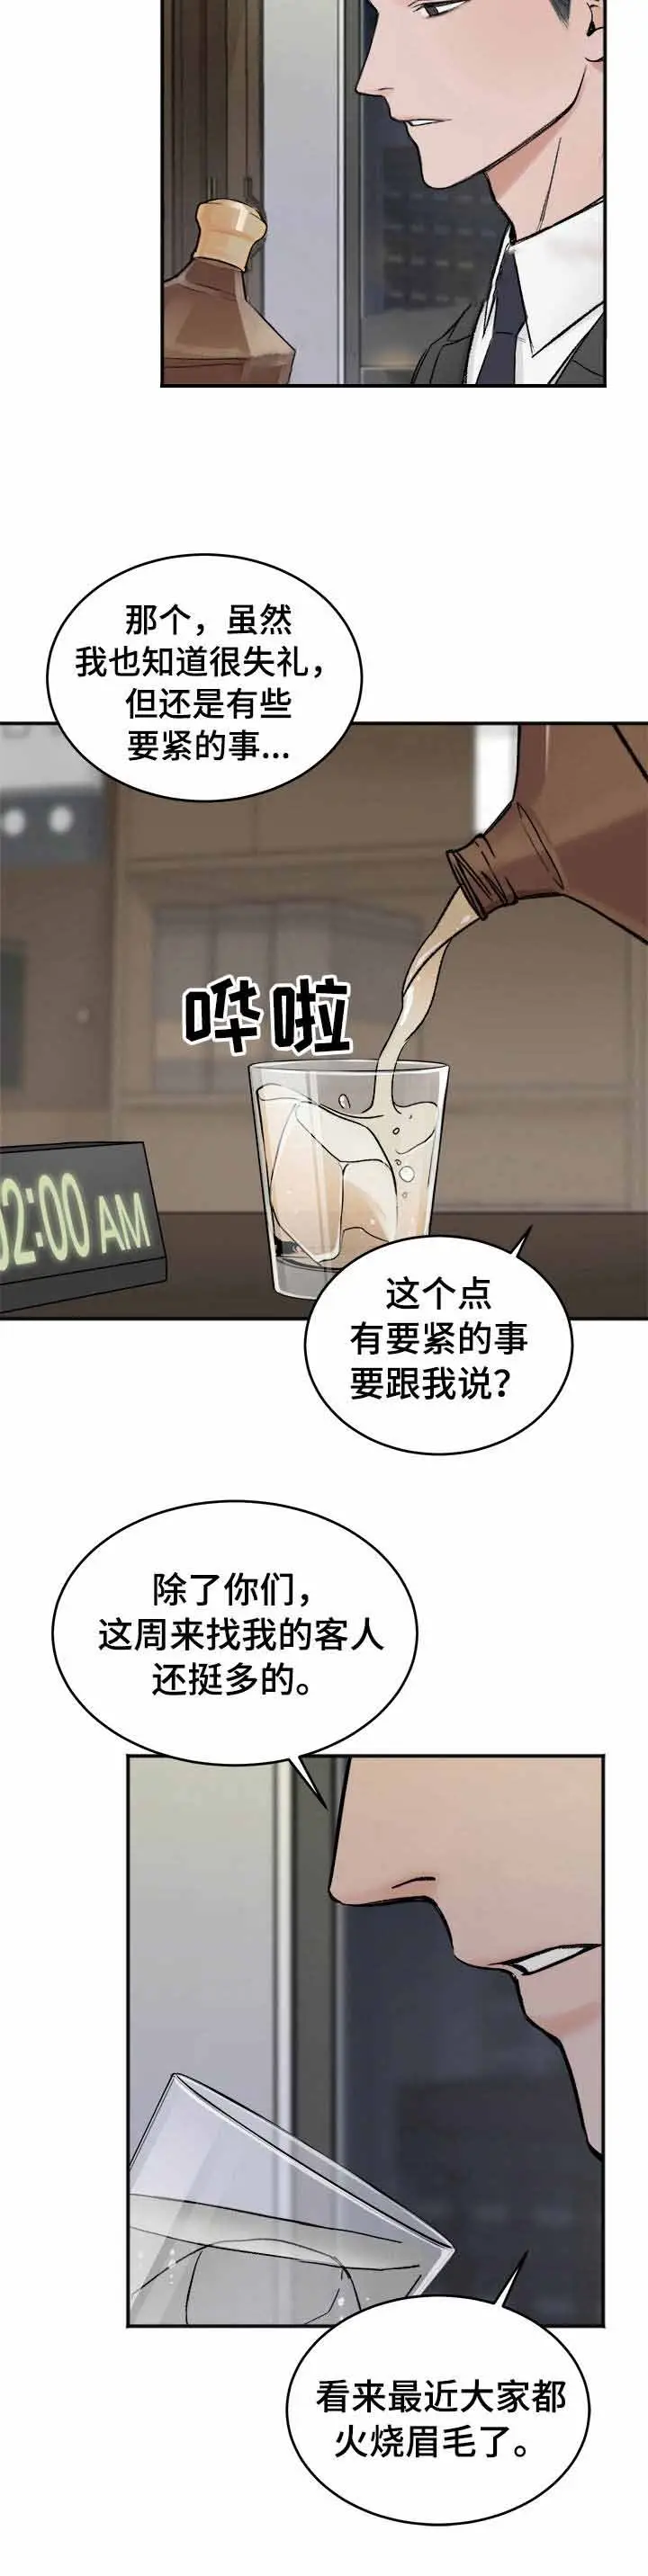 那个，虽然
我也知道很失礼，
但还是有些
要紧的事...
哗啦
02:00 AM
这个点
有要紧的事
要跟我说？
除了你们，
这周来找我的客人
还挺多的。
看来最近大家都
火烧眉毛了。